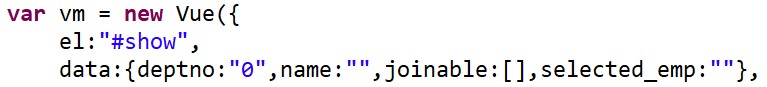 var vm = new Vue({
    el:"#show",
    data:{deptno:"0",name:"",joinable:[],selected_emp:""},